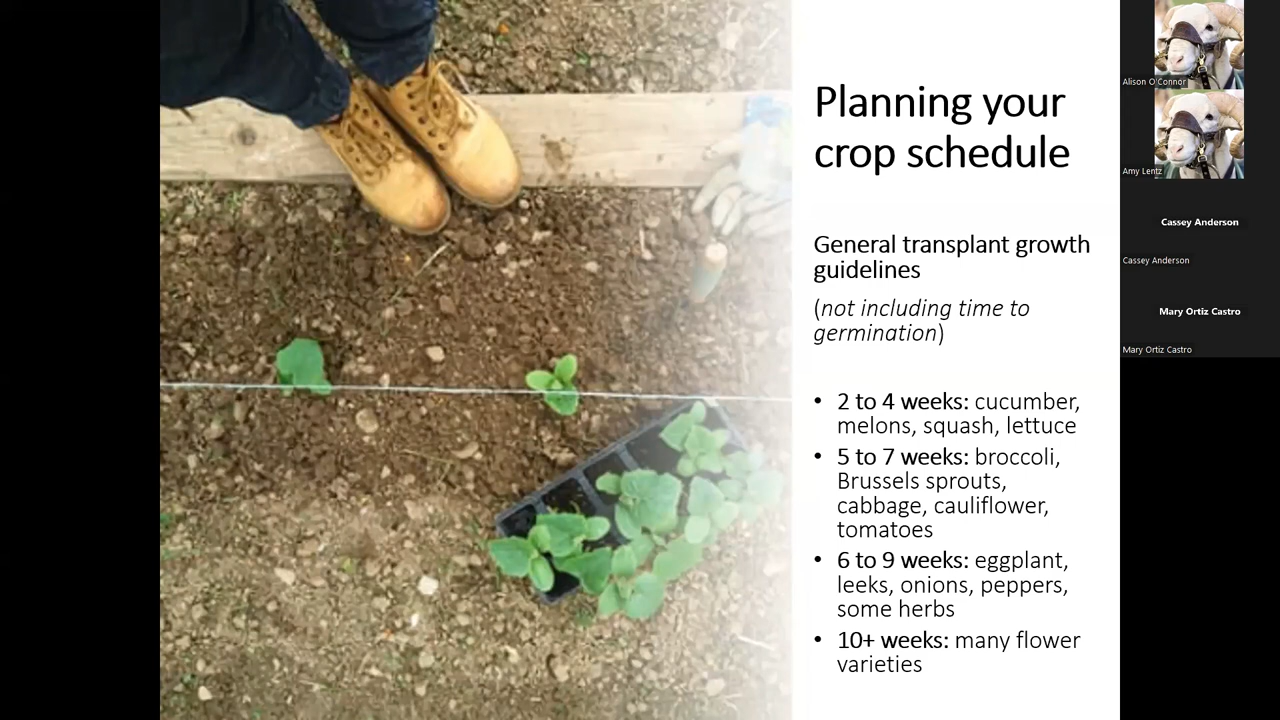 Planning your
crop schedule
General transplant growth
guidelines
(not including time to
germination)
• 2 to 4 weeks: cucumber,
melons, squash, lettuce
• 5 to 7 weeks: broccoli,
Brussels sprouts,
cabbage, cauliflower,
tomatoes
• 6 to 9 weeks: eggplant,
leeks, onions, peppers,
some herbs
• 10+ weeks: many flower
varieties
Alison O'Connor
Amy Lentz
Cassey Anderson
Cassey Anderson
Mary Ortiz Castro
Mary Ortiz Castro